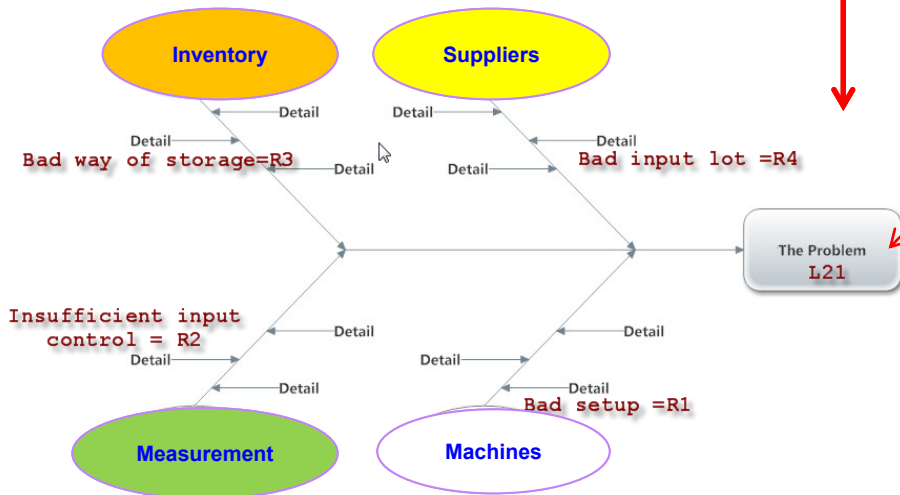 Inventory
Suppliers
Detail
Detail
Detail
Detail
Bad way of storage=R3
Bad input lot =R4
Detail
Detail
The Problem
L21
Insufficient input
control = R2
Detail
Detail
Detail
Detail
Detail
Detail
Bad setup =R1
Measurement
Machines